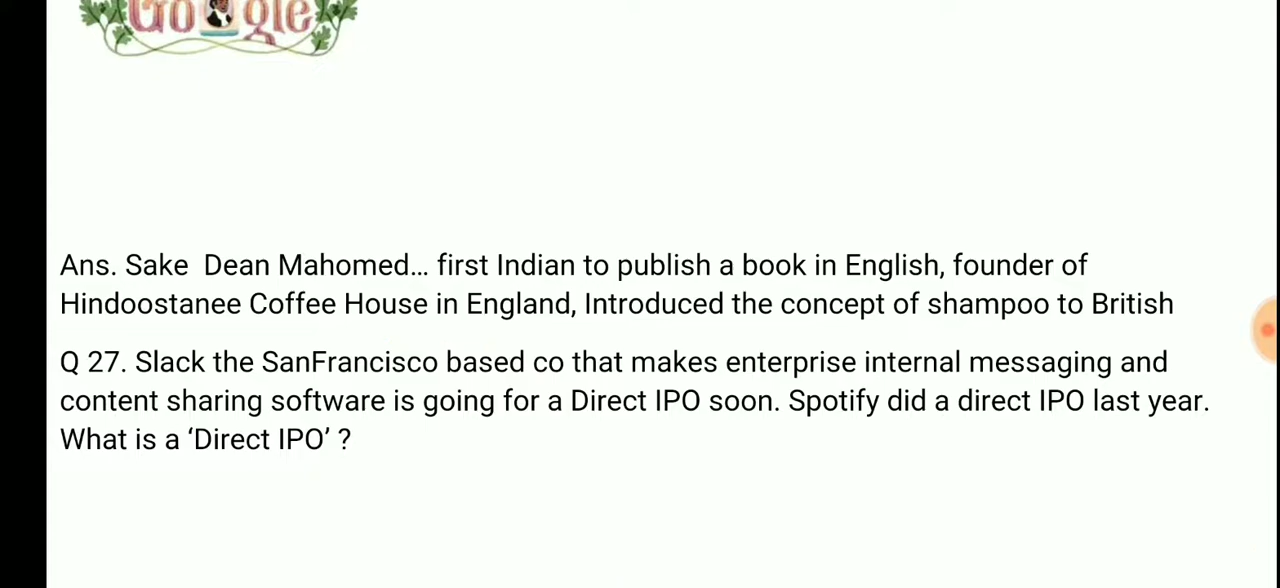 Google
Ans. Sake  Dean Mahomed... first Indian to publish a book in English, founder of
Hindoostanee Coffee House in England, Introduced the concept of shampoo to British
Q 27. Slack the SanFrancisco based co that makes enterprise internal messaging and
content sharing software is going for a Direct IPO soon. Spotify did a direct IPO last year.
What is a ‘Direct IPO’ ?